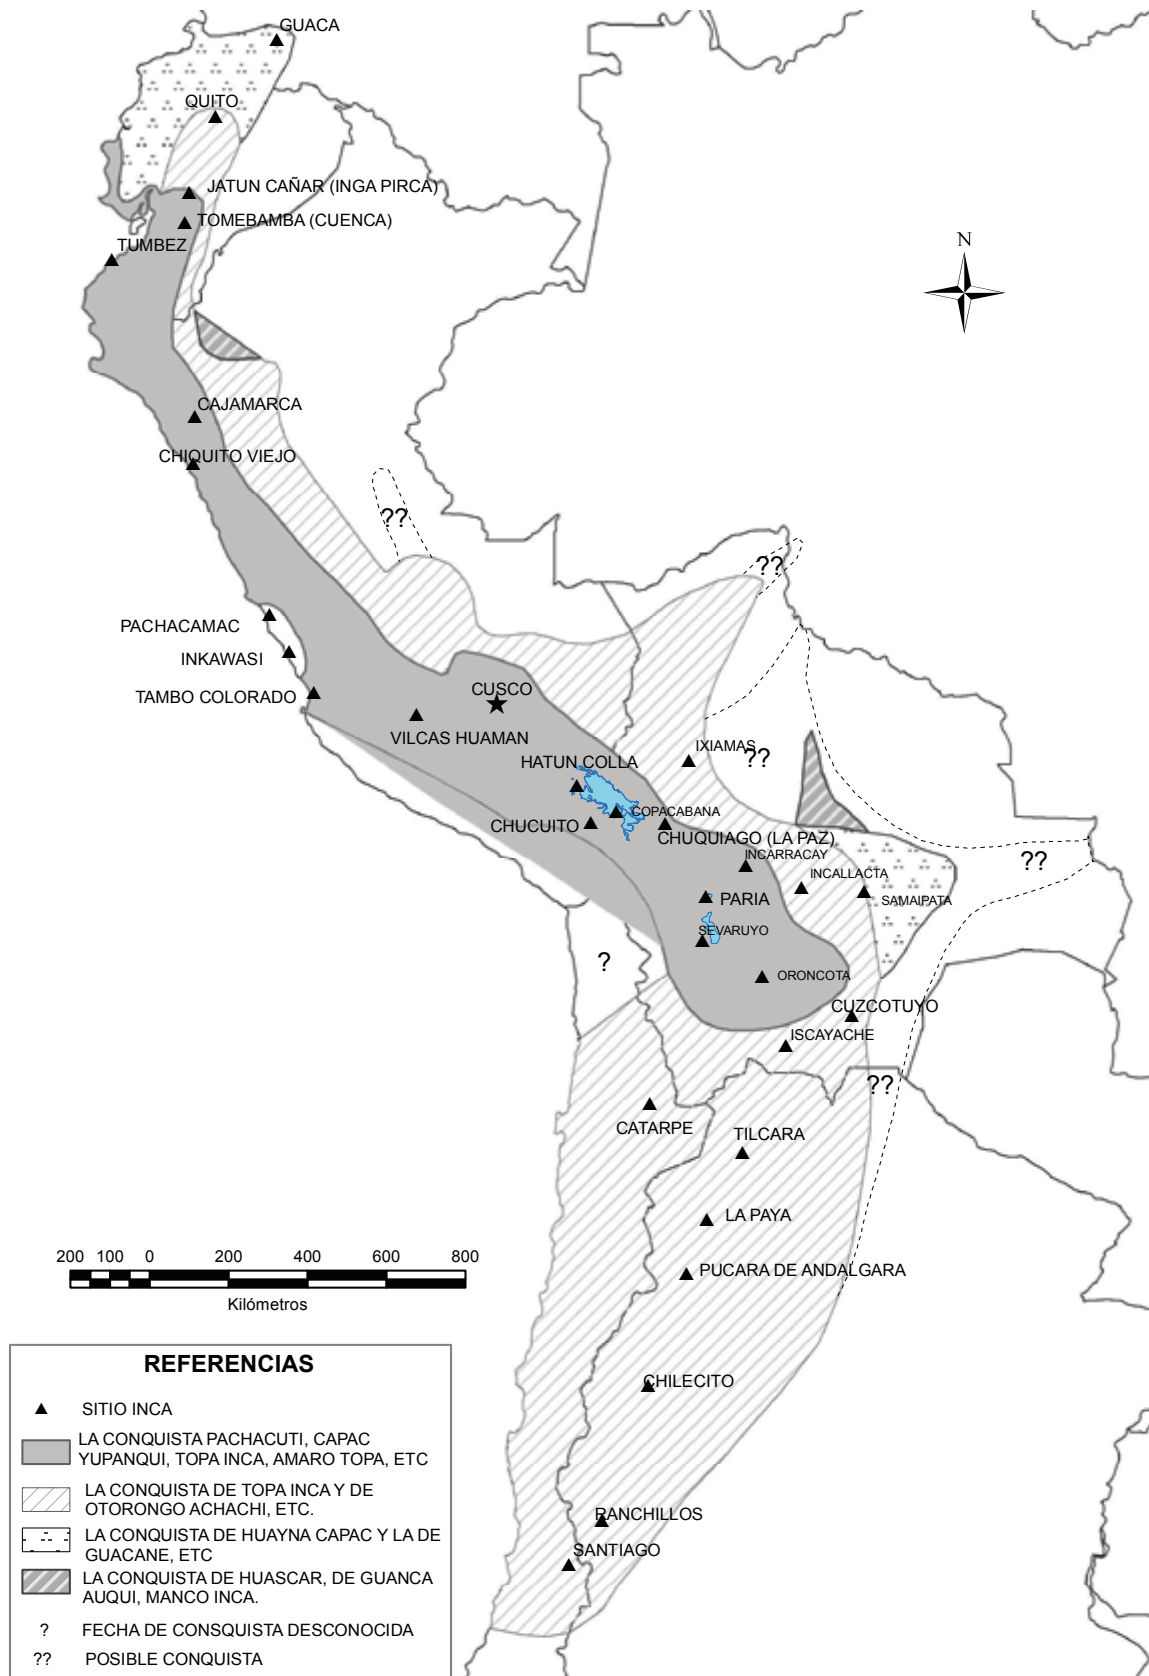 GUACA
QUITO
JATUN CAÑAR (INGA PIRCA)
TOMEBAMBA (CUENCA)
TUMBEZ
N
CAJAMARCA
CHIQUITO VIEJO
??
??
PACHACAMAC
INKAWASI
TAMBO COLORADO
CUSCO
VILCAS HUAMAN
IXIAMAS
??
HATUN COLLA
COPACABANA
CHUCUITO
CHUQUIAGO (LA PAZ)
INCARRACAY
??
INCALLACTA
SAMAIPATA
PARIA
SEVARUYO
?
ORONCOTA
CUZCOTUYO
ISCAYACHE
??
CATARPE
TILCARA
LA PAYA
PUCARA DE ANDALGARA
200 100 0 200 400 600 800
Kilómetros
CHILECITO
RANCHILLOS
SANTIAGO
REFERENCIAS
SITIO INCA
LA CONQUISTA PACHACUTI, CAPAC
YUPANQUI, TOPA INCA, AMARO TOPA, ETC
LA CONQUISTA DE TOPA INCA Y DE
OTORONGO ACHACHI, ETC.
LA CONQUISTA DE HUAYNA CAPAC Y LA DE
GUACANE, ETC
LA CONQUISTA DE HUASCAR, DE GUANCA
AUQUI, MANCO INCA.
? FECHA DE CONSQUISTA DESCONOCIDA
?? POSIBLE CONQUISTA